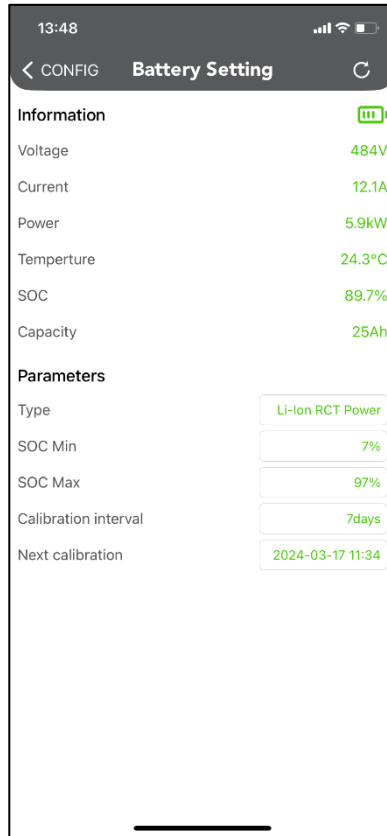 13:48
CONFIG Battery Setting
Information
Voltage 484V
Current 12.1A
Power 5.9kW
Temperture 24.3°C
SOC 89.7%
Capacity 25Ah
Parameters
Type Li-Ion RCT Power
SOC Min 7%
SOC Max 97%
Calibration interval 7days
Next calibration 2024-03-17 11:34